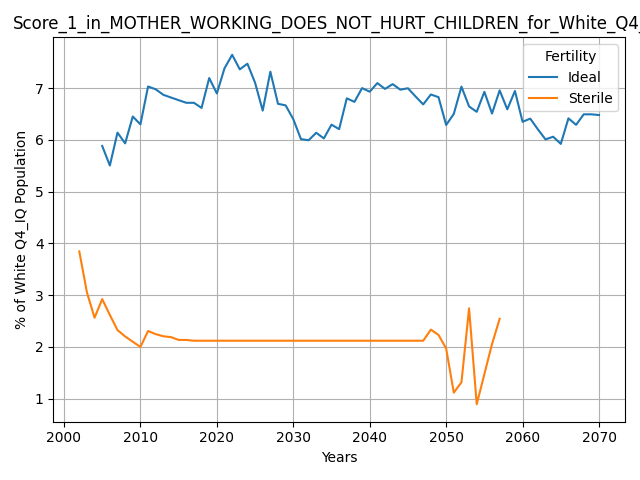 Score_1_in_MOTHER_WORKING_DOES_NOT_HURT_CHILDREN_for_White_Q4_
Fertility
Ideal
Sterile
% of White Q4_IQ Population
7
6
5
4
3
2
1
2000 2010 2020 2030 2040 2050 2060 2070
Years